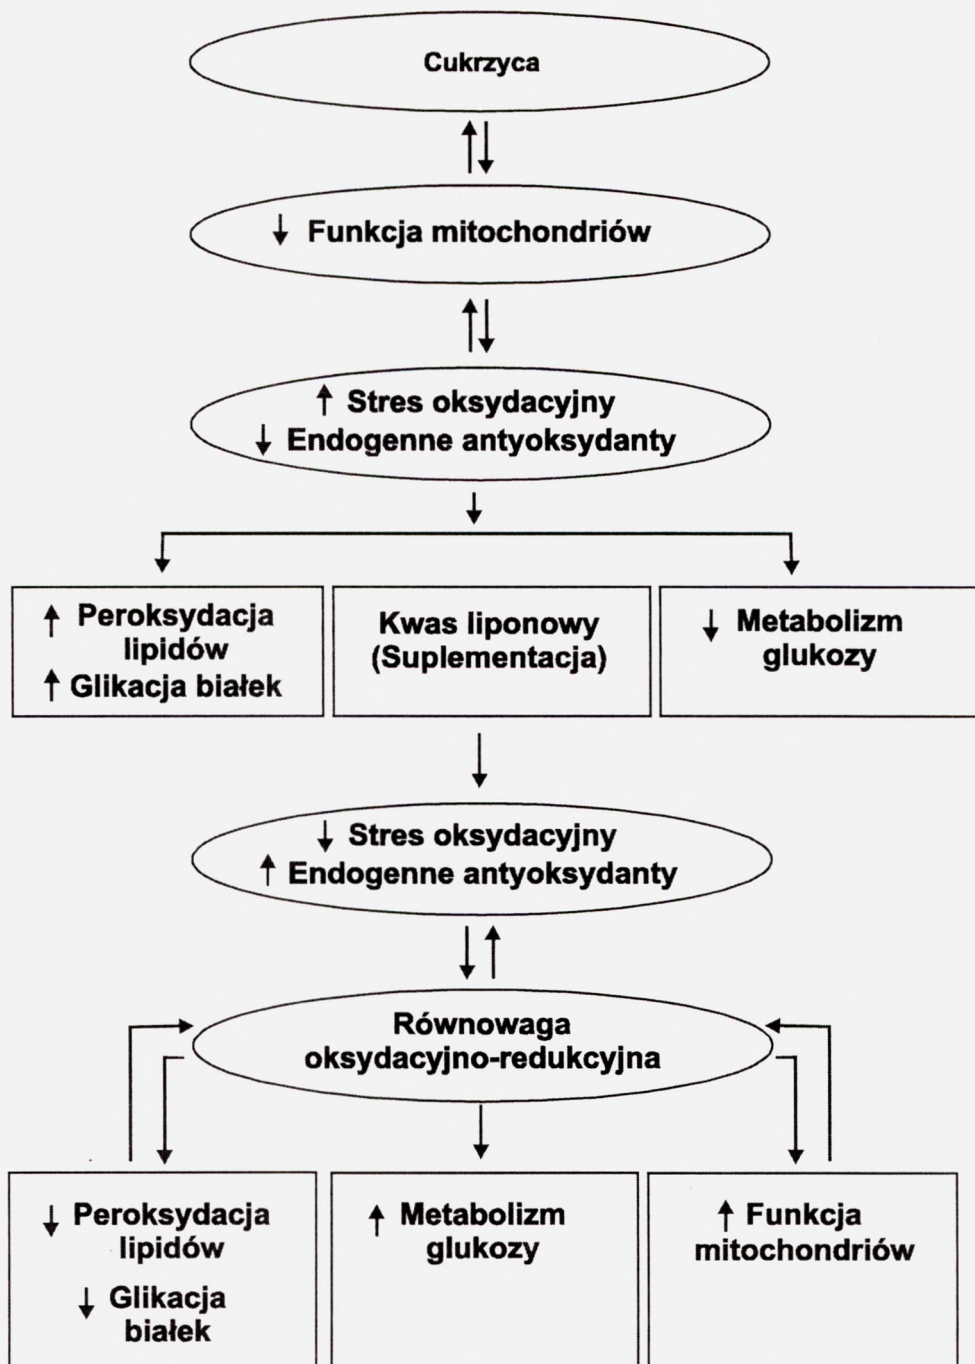 Cukrzyca
↓ Funkcja mitochondriów
↑ Stres oksydacyjny
↓ Endogenne antyoksydanty
↑ Peroksydacja
lipidów
↑ Glikacja białek
Kwas liponowy
(Suplementacja)
↓ Metabolizm
glukozy
↓ Stres oksydacyjny
↑ Endogenne antyoksydanty
Równowaga
oksydacyjno-redukcyjna
↓ Peroksydacja
lipidów
↓ Glikacja
białek
↑ Metabolizm
glukozy
↑ Funkcja
mitochondriów